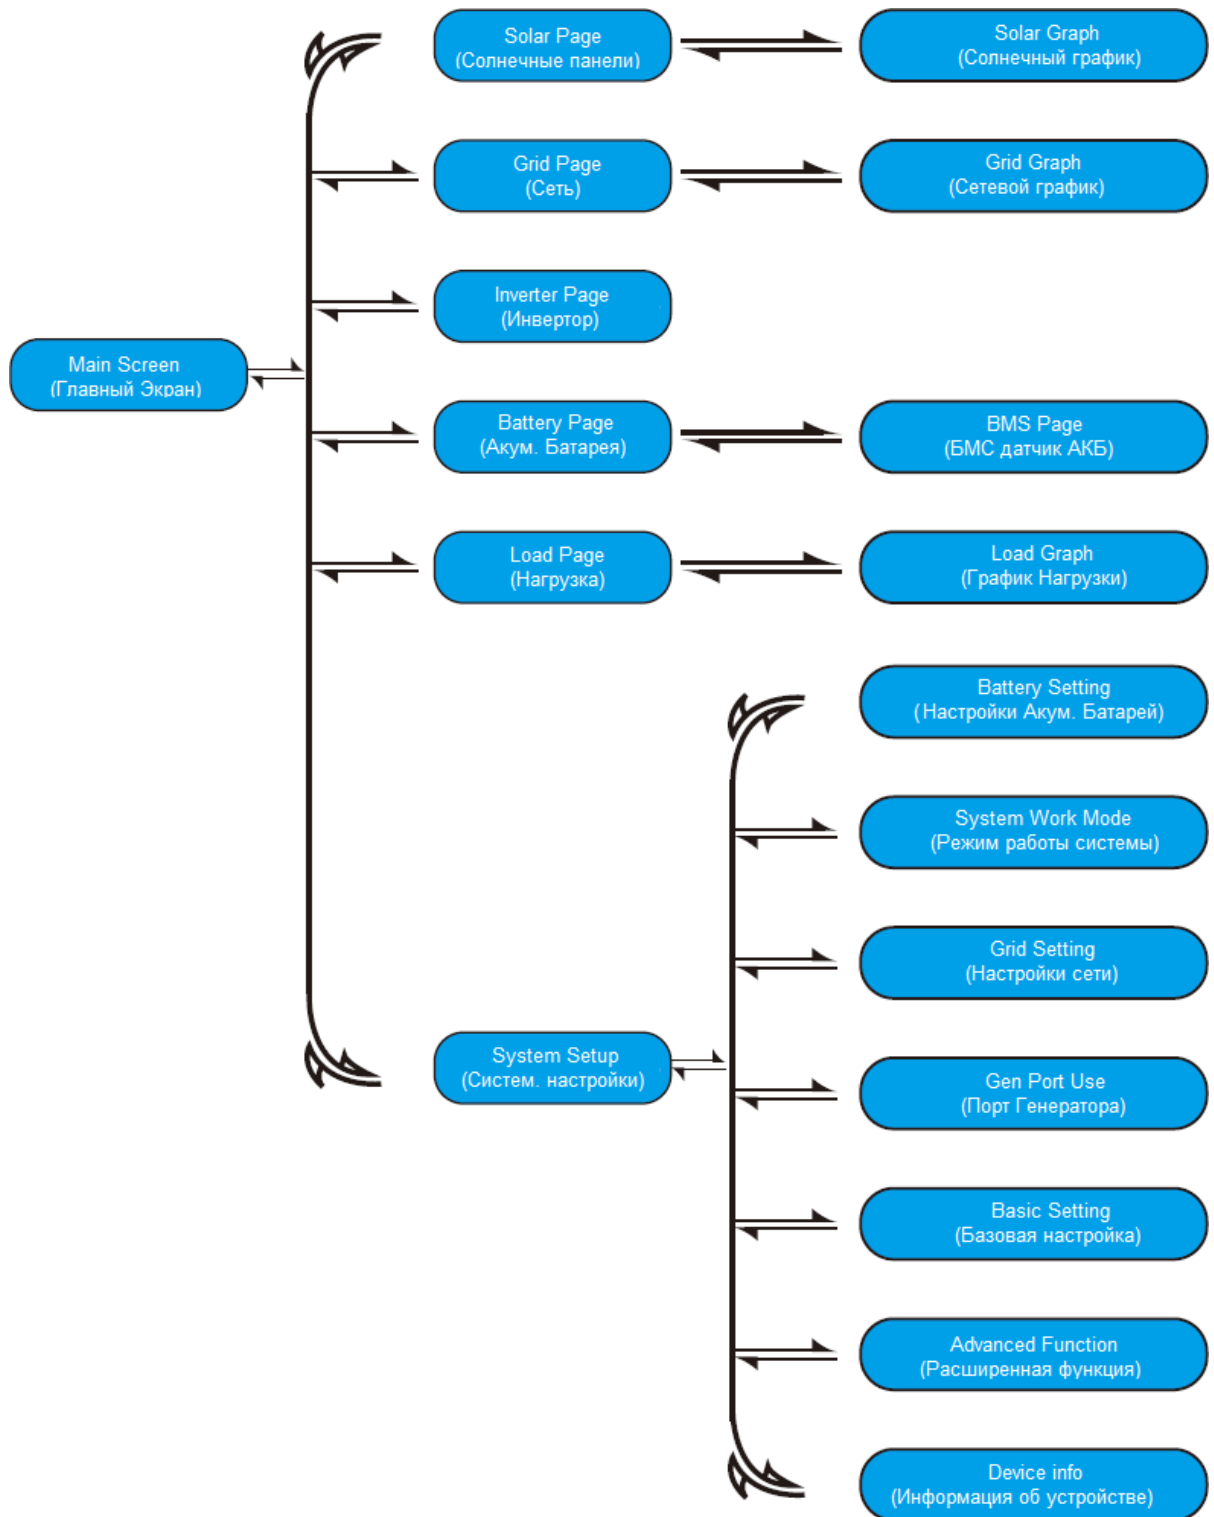 Solar Page
(Солнечные панели)
Solar Graph
(Солнечный график)
Grid Page
(Сеть)
Grid Graph
(Сетевой график)
Inverter Page
(Инвертор)
Main Screen
(Главный Экран)
Battery Page
(Акум. Батарея)
BMS Page
(БМС датчик АКБ)
Load Page
(Нагрузка)
Load Graph
(График Нагрузки)
Battery Setting
(Настройки Акум. Батарей)
System Work Mode
(Режим работы системы)
Grid Setting
(Настройки сети)
System Setup
(Систем. настройки)
Gen Port Use
(Порт Генератора)
Basic Setting
(Базовая настройка)
Advanced Function
(Расширенная функция)
Device info
(Информация об устройстве)